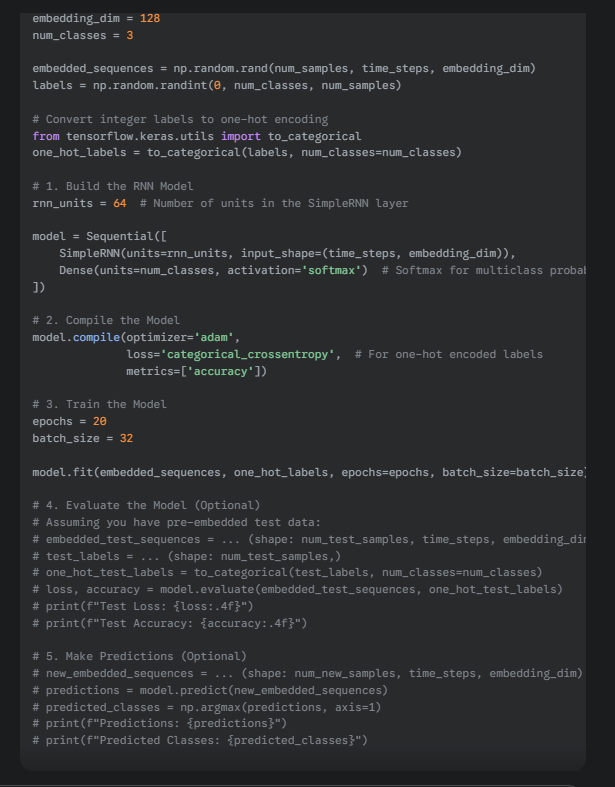 embedding_dim = 128
num_classes = 3
embedded_sequences = np.random.rand(num_samples, time_steps, embedding_dim)
labels = np.random.randint(0, num_classes, num_samples)
# Convert integer labels to one-hot encoding
from tensorflow.keras.utils import to_categorical
one_hot_labels = to_categorical(labels, num_classes=num_classes)
# 1. Build the RNN Model
rnn_units = 64  # Number of units in the SimpleRNN layer
model = Sequential([
    SimpleRNN(units=rnn_units, input_shape=(time_steps, embedding_dim)),
    Dense(units=num_classes, activation='softmax')  # Softmax for multiclass
])
# 2. Compile the Model
model.compile(optimizer='adam',
              loss='categorical_crossentropy',  # For one-hot encoded labels
              metrics=['accuracy'])
# 3. Train the Model
epochs = 20
batch_size = 32
model.fit(embedded_sequences, one_hot_labels, epochs=epochs, batch_size=batch_size)
# 4. Evaluate the Model (Optional)
# Assuming you have pre-embedded test data:
# embedded_test_sequences = ... (shape: num_test_samples, time_steps,
# test_labels = ... (shape: num_test_samples,)
# one_hot_test_labels = to_categorical(test_labels, num_classes=num_classes)
# loss, accuracy = model.evaluate(embedded_test_sequences, one_hot_test_labels)
# print(f"Test Loss: {loss:.4f}")
# print(f"Test Accuracy: {accuracy:.4f}")
# 5. Make Predictions (Optional)
# new_embedded_sequences = ... (shape: num_new_samples, time_steps, embedding_dim)
# predictions = model.predict(new_embedded_sequences)
# predicted_classes = np.argmax(predictions, axis=1)
# print(f"Predictions: {predictions}")
# print(f"Predicted Classes: {predicted_classes}")